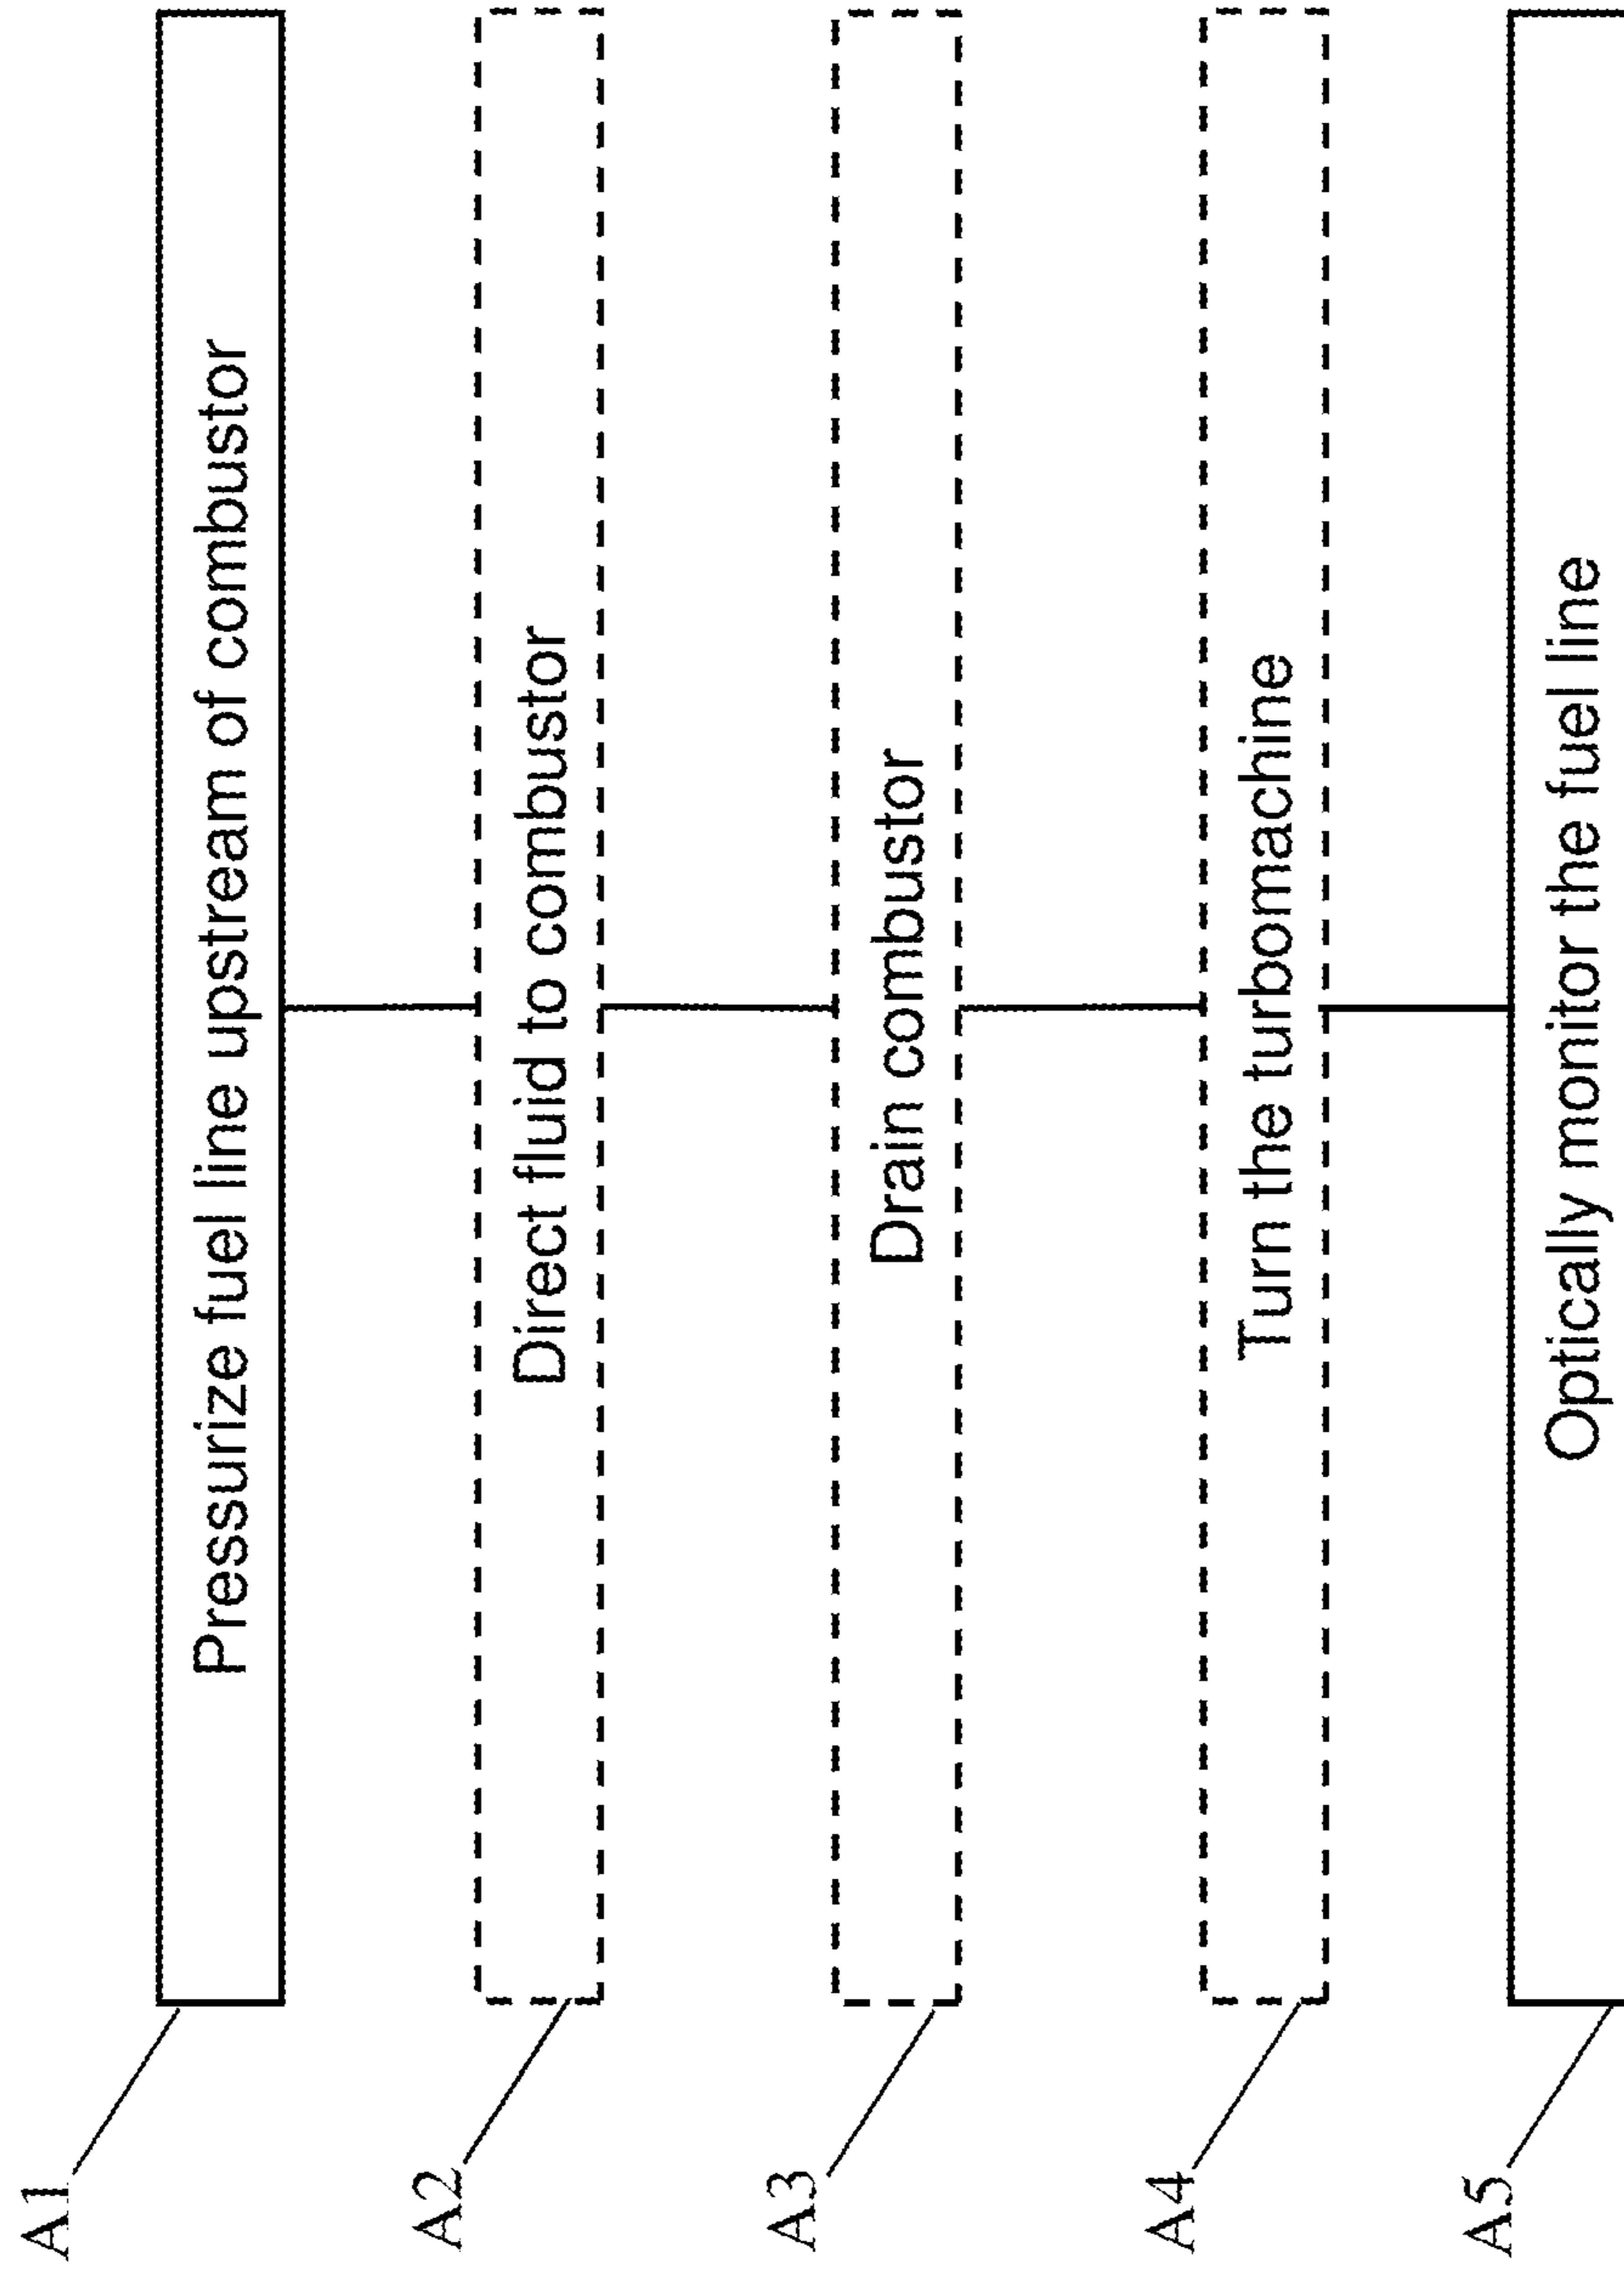 A1
Pressurize fuel line upstream of combustor
A2
Direct fluid to combustor
A3
Drain combustor
A4
Turn the turbomachine
A5
Optically monitor the fuel line